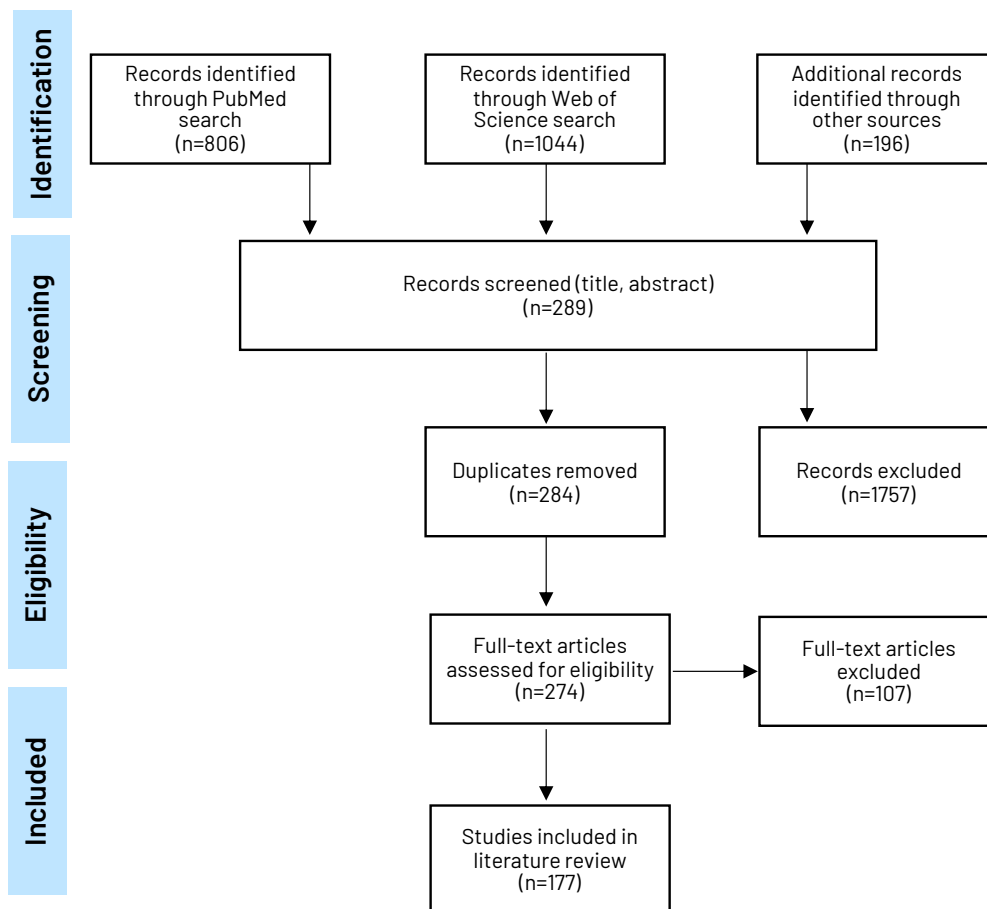 Identification
Records identified
through PubMed
search
(n=806)
Records identified
through Web of
Science search
(n=1044)
Additional records
identified through
other sources
(n=196)
Screening
Records screened (title, abstract)
(n=289)
Duplicates removed
(n=284)
Records excluded
(n=1757)
Eligibility
Full-text articles
assessed for eligibility
(n=274)
Full-text articles
excluded
(n=107)
Included
Studies included in
literature review
(n=177)